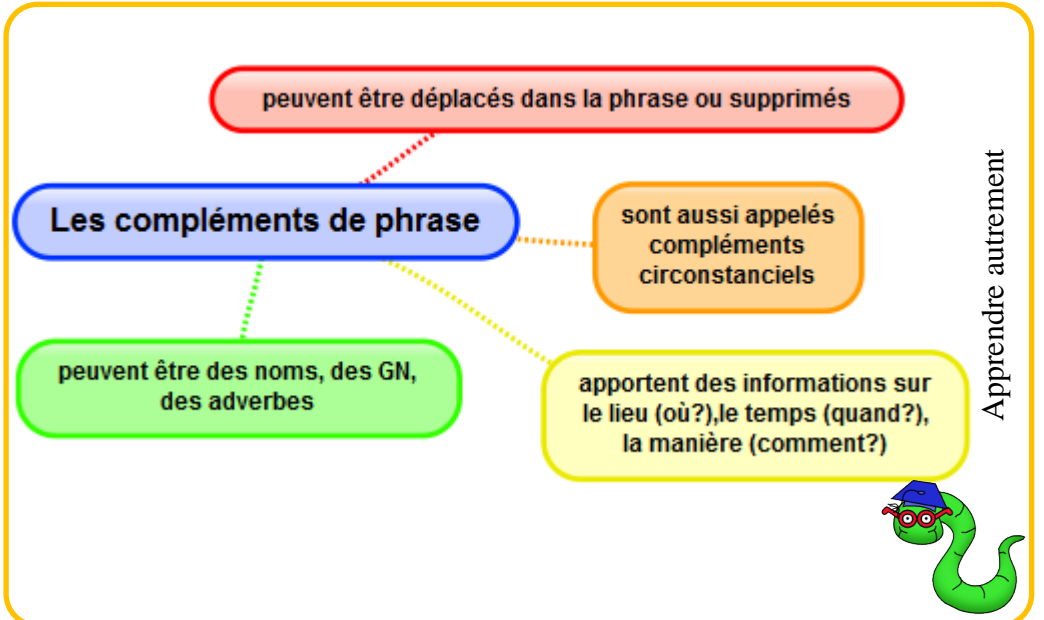 peuvent être déplacés dans la phrase ou supprimés
Les compléments de phrase
sont aussi appelés
compléments
circonstanciels
peuvent être des noms, des GN,
des adverbes
apportent des informations sur
le lieu (où?),le temps (quand?),
la manière (comment?)
Apprendre autrement